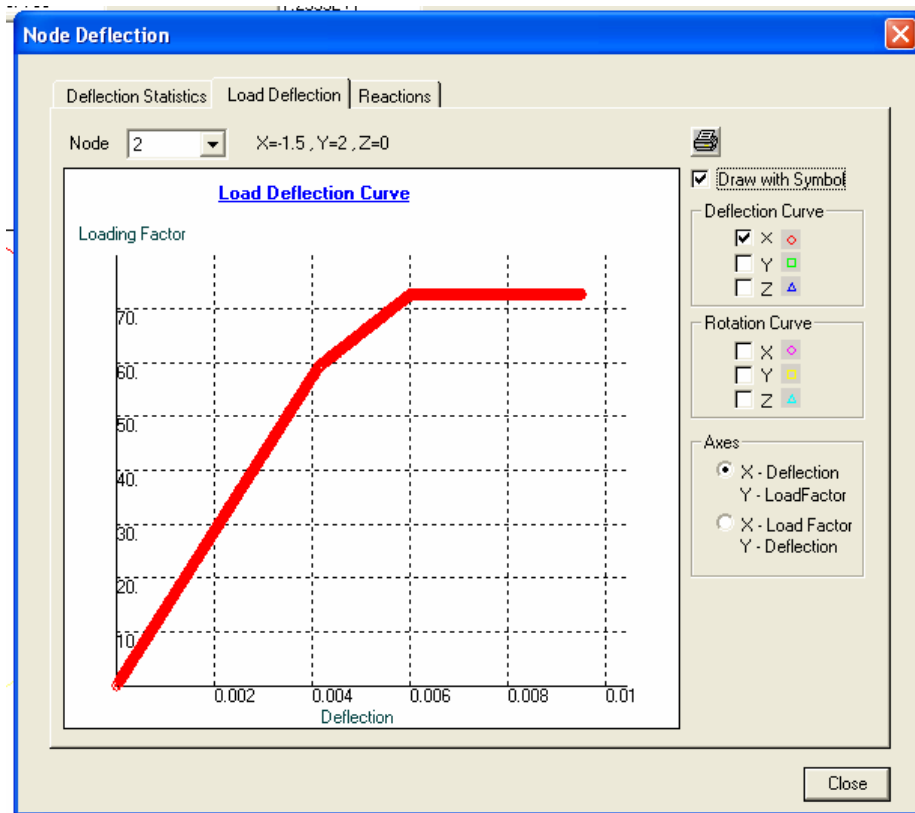 Node Deflection
Deflection Statistics
Load Deflection
Reactions
Node 2 X=-1.5 , Y=2 , Z=0
Draw with Symbol
Load Deflection Curve
Loading Factor
70.
60.
50.
40.
30.
20.
10.
0.002 0.004 0.006 0.008 0.01
Deflection
Deflection Curve
X
Y
Z
Rotation Curve
X
Y
Z
Axes
X - Deflection
Y - LoadFactor
X - Load Factor
Y - Deflection
Close